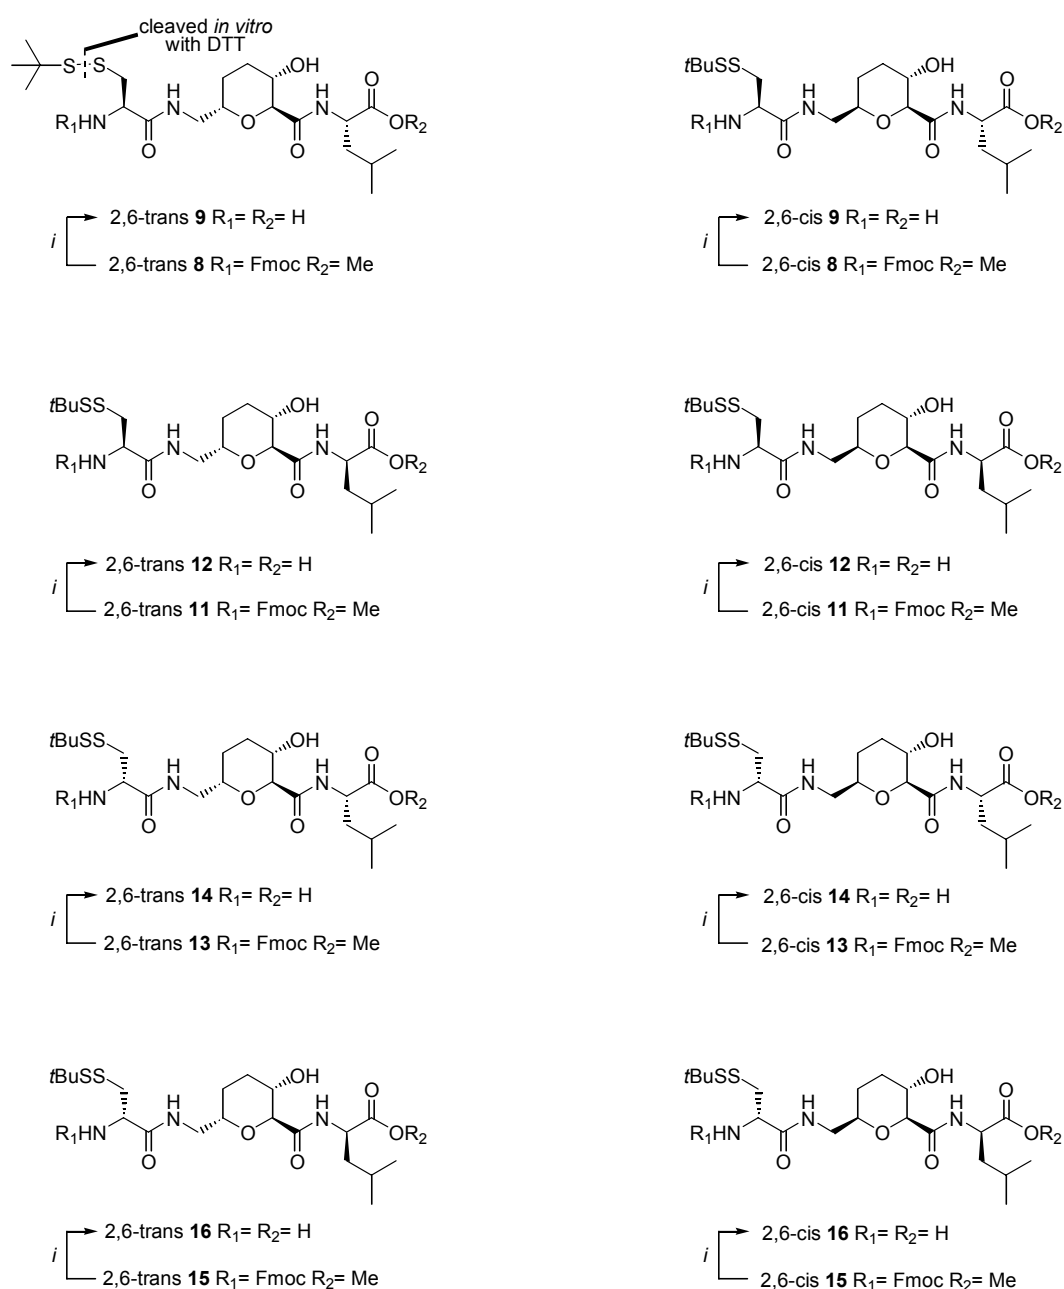 cleaved in vitro
with DTT
S S
OH
H
N
H
N
O
R1HN
O
O
OR2
O
2,6-trans 9 R1= R2= H
i
2,6-trans 8 R1= Fmoc R2= Me
tBuSS
OH
H
N
H
N
O
R1HN
O
O
OR2
O
2,6-cis 9 R1= R2= H
i
2,6-cis 8 R1= Fmoc R2= Me
tBuSS
OH
H
N
H
N
O
R1HN
O
O
OR2
O
2,6-trans 12 R1= R2= H
i
2,6-trans 11 R1= Fmoc R2= Me
tBuSS
OH
H
N
H
N
O
R1HN
O
O
OR2
O
2,6-cis 12 R1= R2= H
i
2,6-cis 11 R1= Fmoc R2= Me
tBuSS
OH
H
N
H
N
O
R1HN
O
O
OR2
O
2,6-trans 14 R1= R2= H
i
2,6-trans 13 R1= Fmoc R2= Me
tBuSS
OH
H
N
H
N
O
R1HN
O
O
OR2
O
2,6-cis 14 R1= R2= H
i
2,6-cis 13 R1= Fmoc R2= Me
tBuSS
OH
H
N
H
N
O
R1HN
O
O
OR2
O
2,6-trans 16 R1= R2= H
i
2,6-trans 15 R1= Fmoc R2= Me
tBuSS
OH
H
N
H
N
O
R1HN
O
O
OR2
O
2,6-cis 16 R1= R2= H
i
2,6-cis 15 R1= Fmoc R2= Me